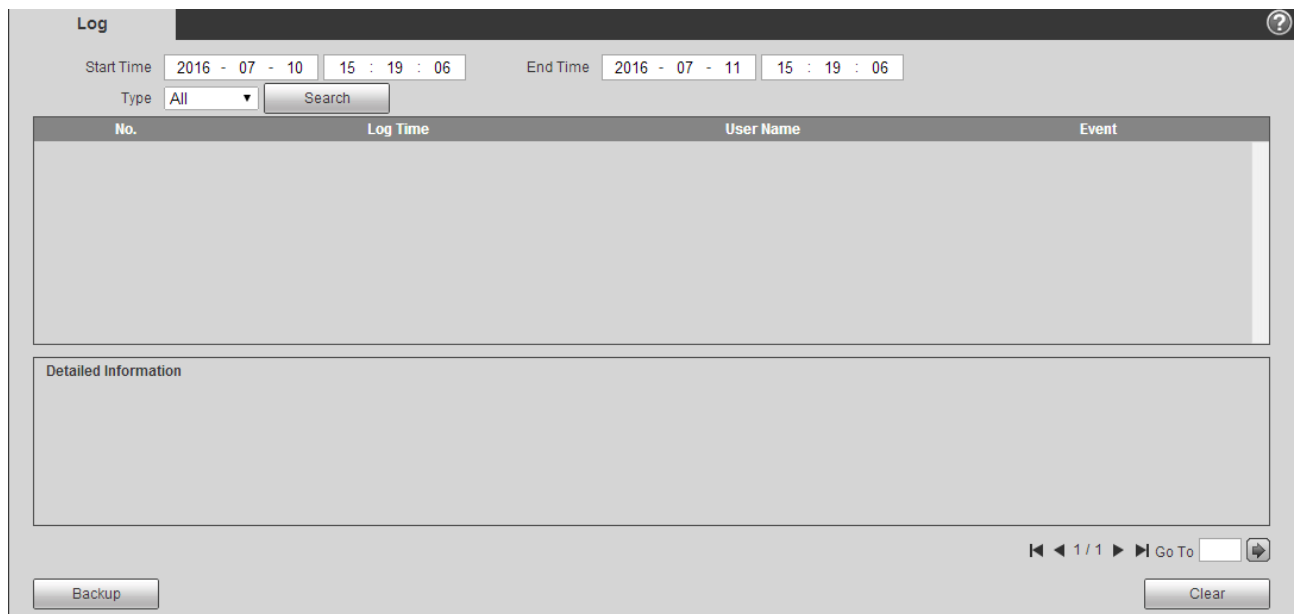 Log
?
Start Time 2016 - 07 - 10 15 : 19 : 06 End Time 2016 - 07 - 11 15 : 19 : 06
Type All Search
No. Log Time User Name Event
Detailed Information
1 / 1 Go To
Backup Clear